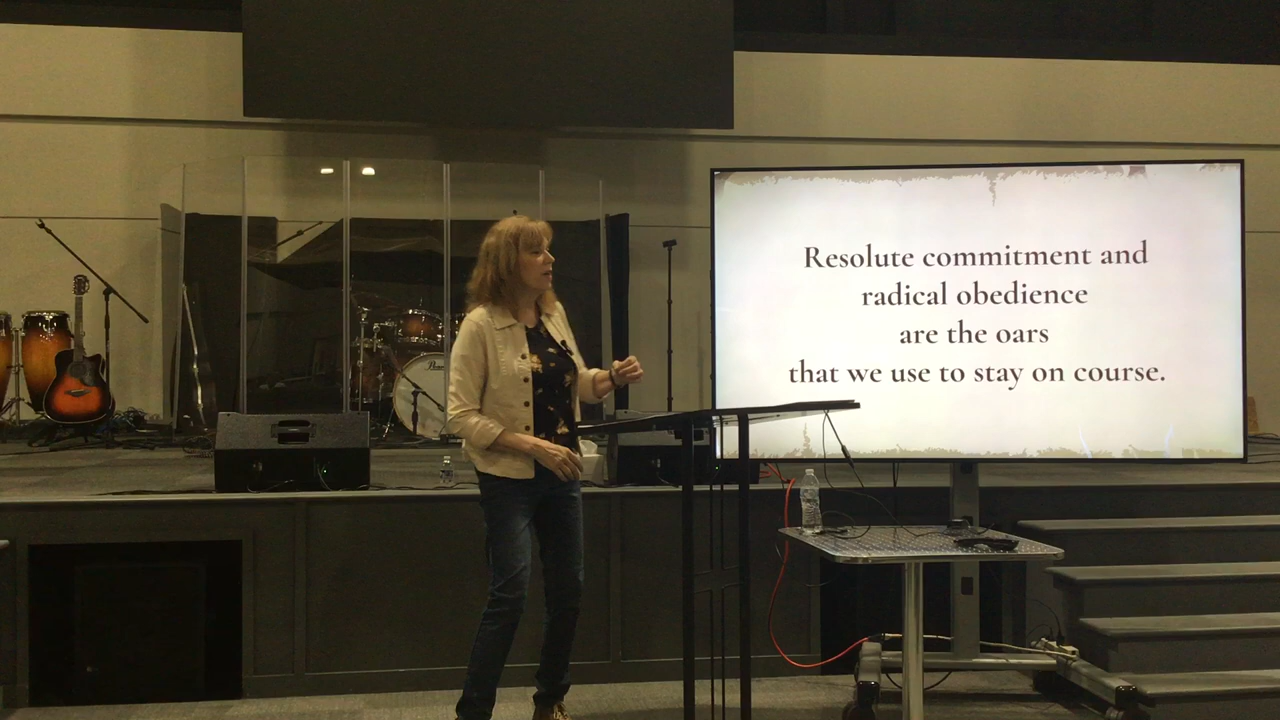 Resolute commitment and
radical obedience
are the oars
that we use to stay on course.